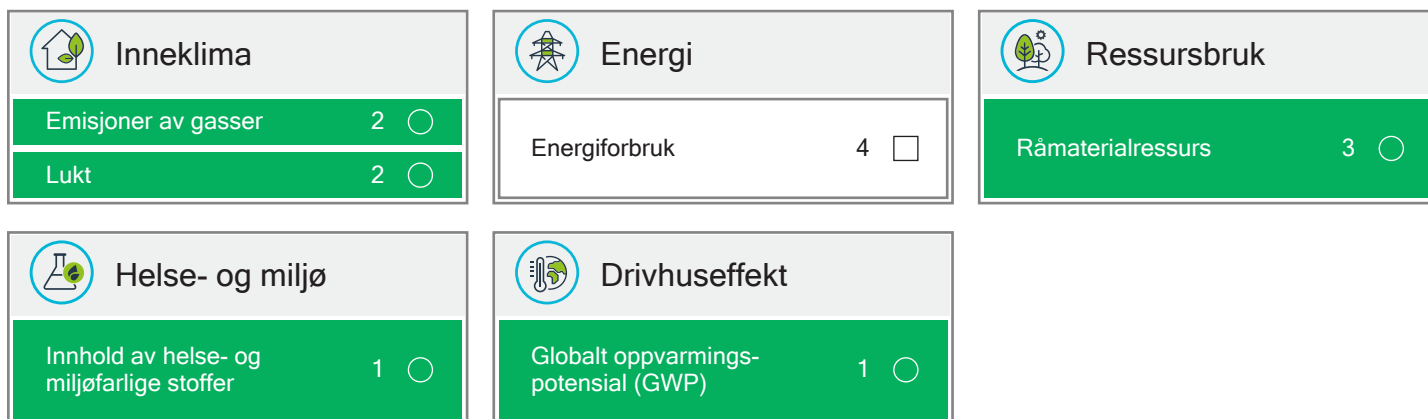 Inneklima
Emisjoner av gasser 2
Lukt 2
Energi
Energiforbruk 4
Ressursbruk
Råmaterialressurs 3
Helse- og miljø
Innhold av helse- og
miljøfarlige stoffer 1
Drivhuseffekt
Globalt oppvarmings-
potensial (GWP) 1